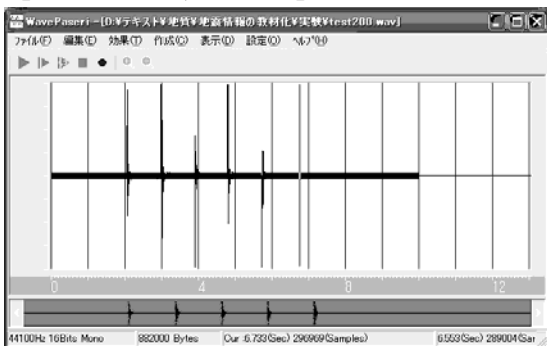 WavePaseri - [D:¥テキスト¥地質¥地震情報の教材化¥実験¥test200.wav]
ファイル(F) 編集(E) 効果(T) 作成(C) 表示(D) 設定(O) ヘルプ(H)
0 4 8 12
44100Hz 16Bits Mono 882000 Bytes Cur :6.733(Sec) 296969(Samples) 6.553(Sec) 289004(Sar